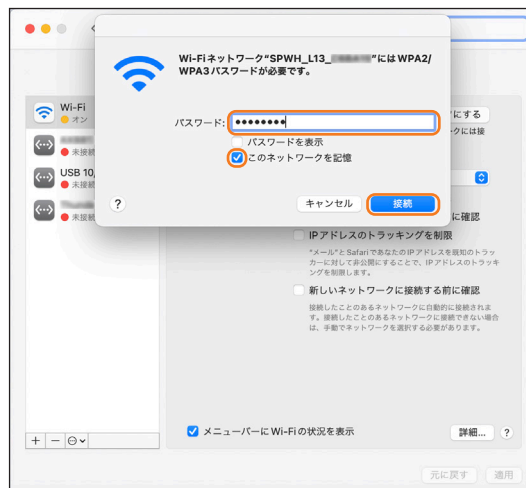 Wi-Fiネットワーク“SPWH_L13_ ”にはWPA2/
WPA3パスワードが必要です。
パスワード: ●●●●●●●●
パスワードを表示
このネットワークを記憶
?
キャンセル
接続
Wi-Fi
オン
未接続
USB 10
未接
にする
クには接
に確認
IPアドレスのトラッキングを制限
“メール”とSafariであなたのIPアドレスを既知のトラッ
カーに対して非公開にすることで、IPアドレスのトラッキ
ングを制限します。
新しいネットワークに接続する前に確認
接続したことのあるネットワークに自動的に接続されま
す。接続したことのあるネットワークに接続できない場合
は、手動でネットワークを選択する必要があります。
メニューバーにWi-Fiの状況を表示
詳細...
?
元に戻す
適用